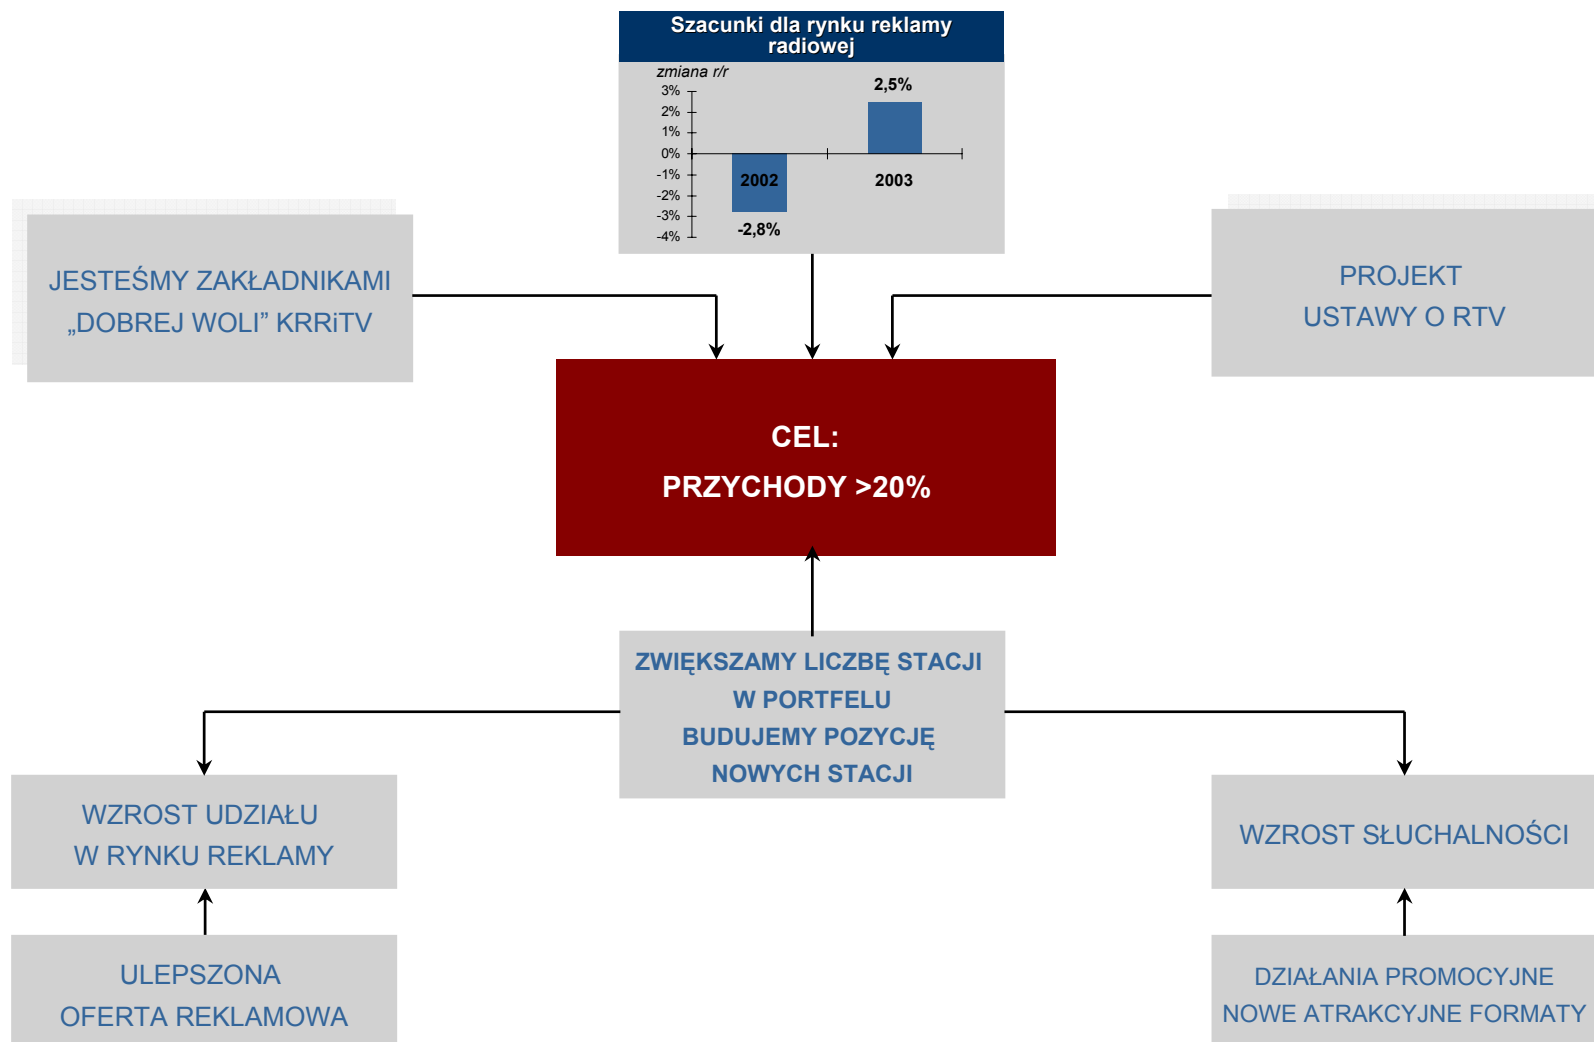 Szacunki dla rynku reklamy
radiowej
zmiana r/r
3%
2%
1%
0%
-1%
-2%
-3%
-4%
2,5%
2002
2003
-2,8%
JESTEŚMY ZAKŁADNIKAMI
„DOBREJ WOLI” KRRiTV
PROJEKT
USTAWY O RTV
CEL:
PRZYCHODY >20%
ZWIĘKSZAMY LICZBĘ STACJI
W PORTFELU
BUDUJEMY POZYCJĘ
NOWYCH STACJI
WZROST UDZIAŁU
W RYNKU REKLAMY
WZROST SŁUCHALNOŚCI
ULEPSZONA
OFERTA REKLAMOWA
DZIAŁANIA PROMOCYJNE
NOWE ATRAKCYJNE FORMATY